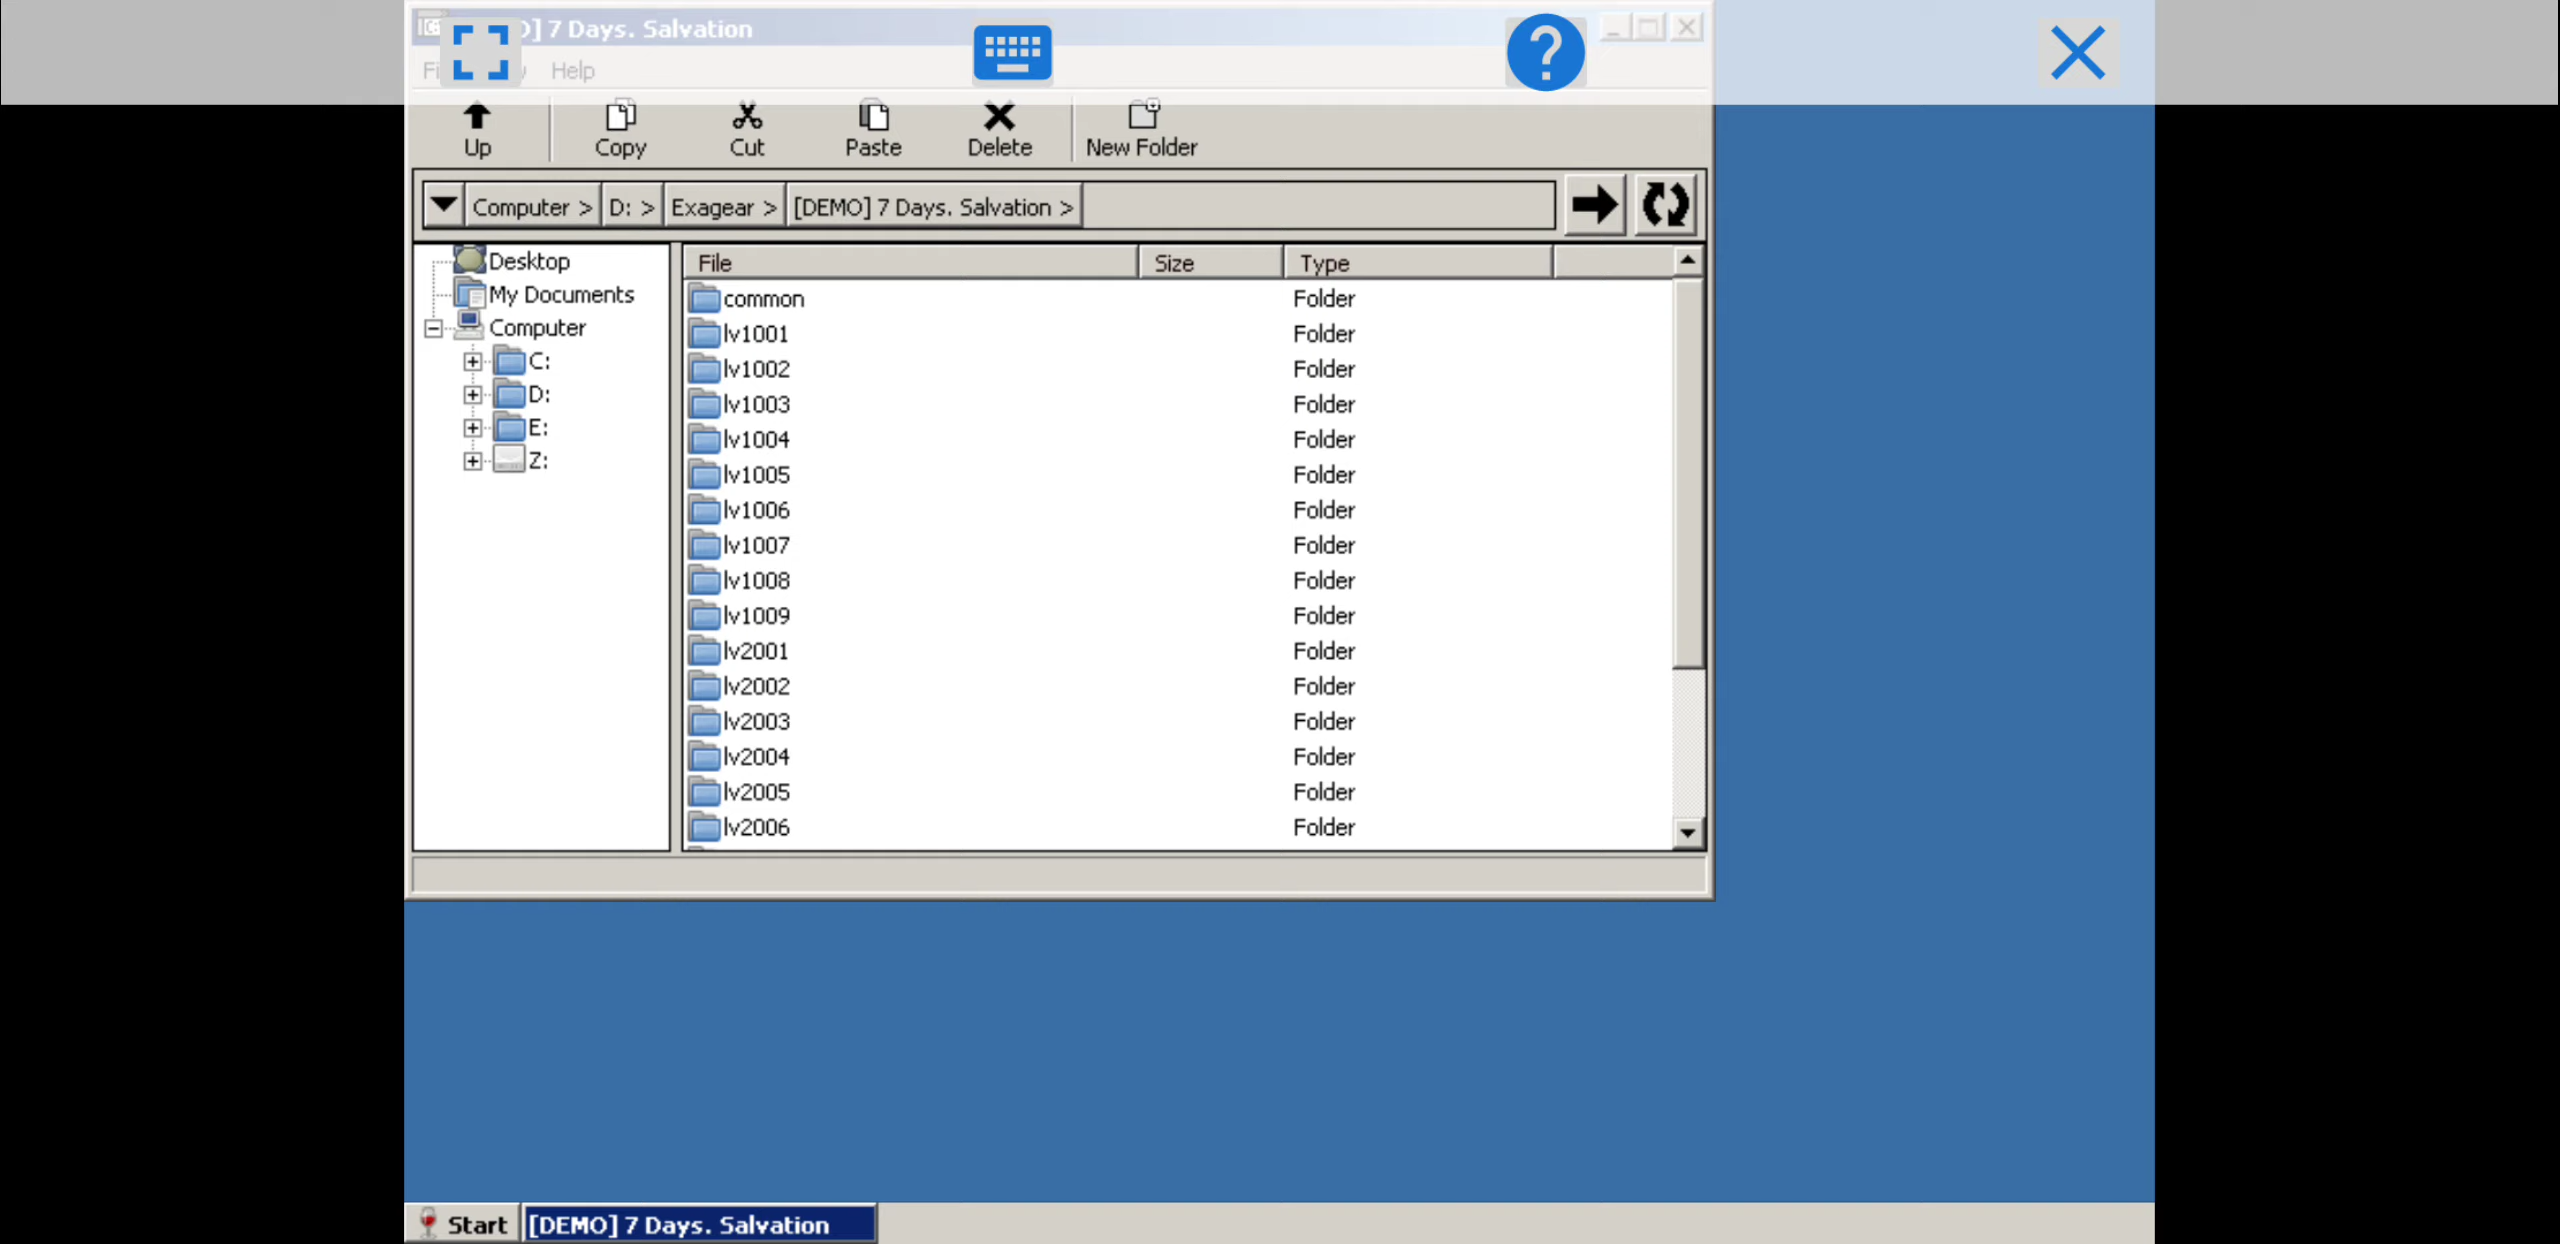 7 Days. Salvation
Help
Up
Copy
Cut
Paste
Delete
New Folder
Computer >
D: >
Exagear >
[DEMO] 7 Days. Salvation >
Desktop
My Documents
Computer
C:
D:
E:
Z:
File Size Type
common Folder
lv1001 Folder
lv1002 Folder
lv1003 Folder
lv1004 Folder
lv1005 Folder
lv1006 Folder
lv1007 Folder
lv1008 Folder
lv1009 Folder
lv2001 Folder
lv2002 Folder
lv2003 Folder
lv2004 Folder
lv2005 Folder
lv2006 Folder
Start
[DEMO] 7 Days. Salvation